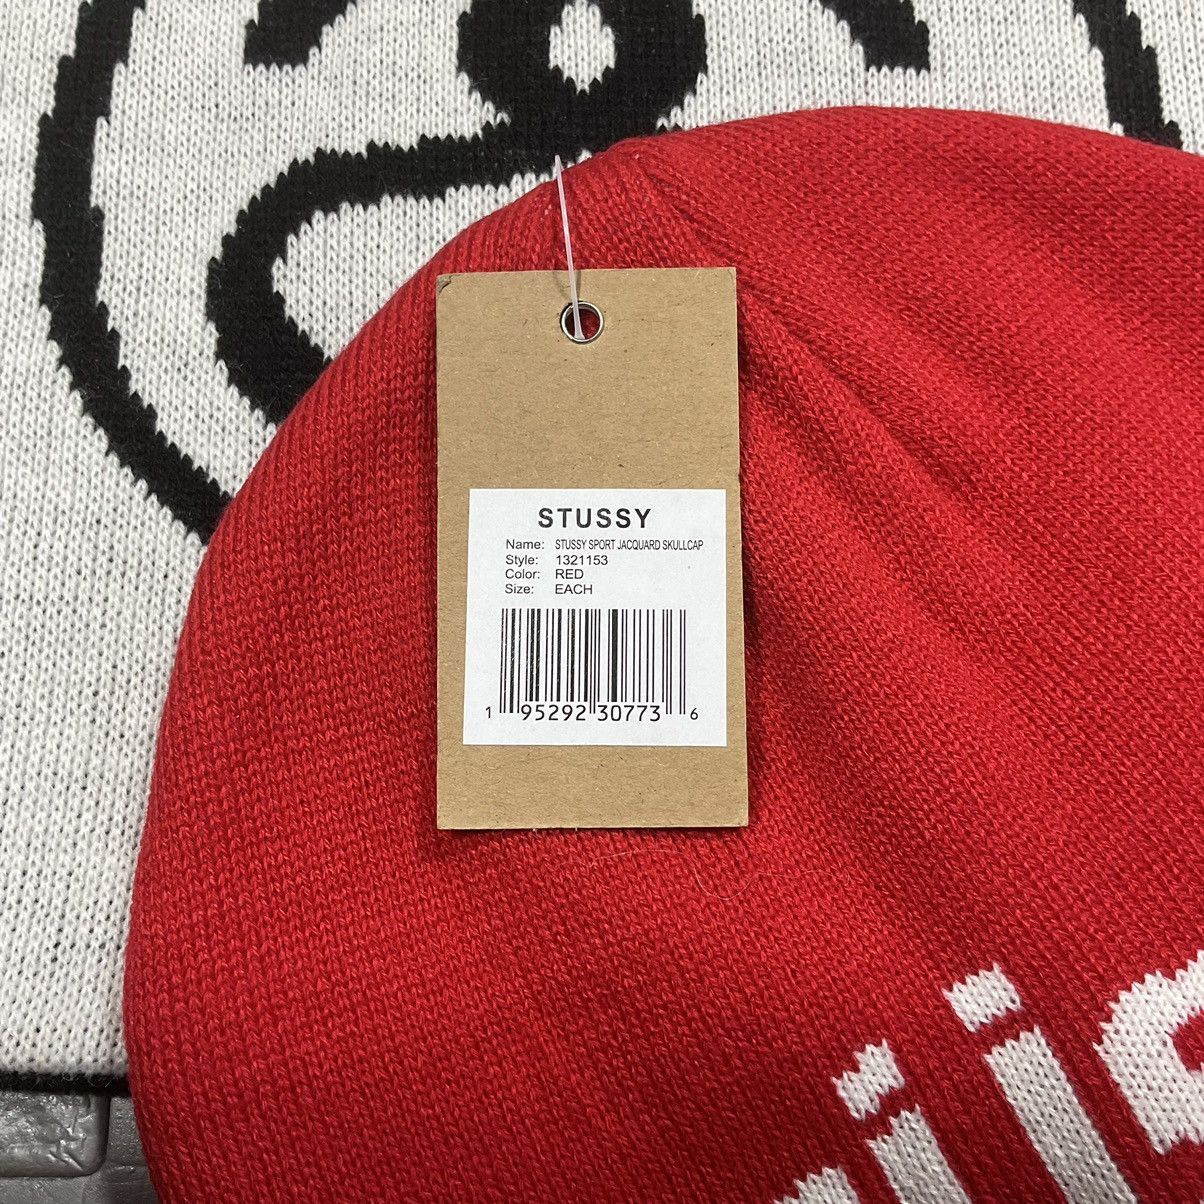 STUSSY
Name: STUSSY SPORT JACQUARD SKULLCAP
Style: 1321153
Color: RED
Size: EACH
1 95292 30773 6